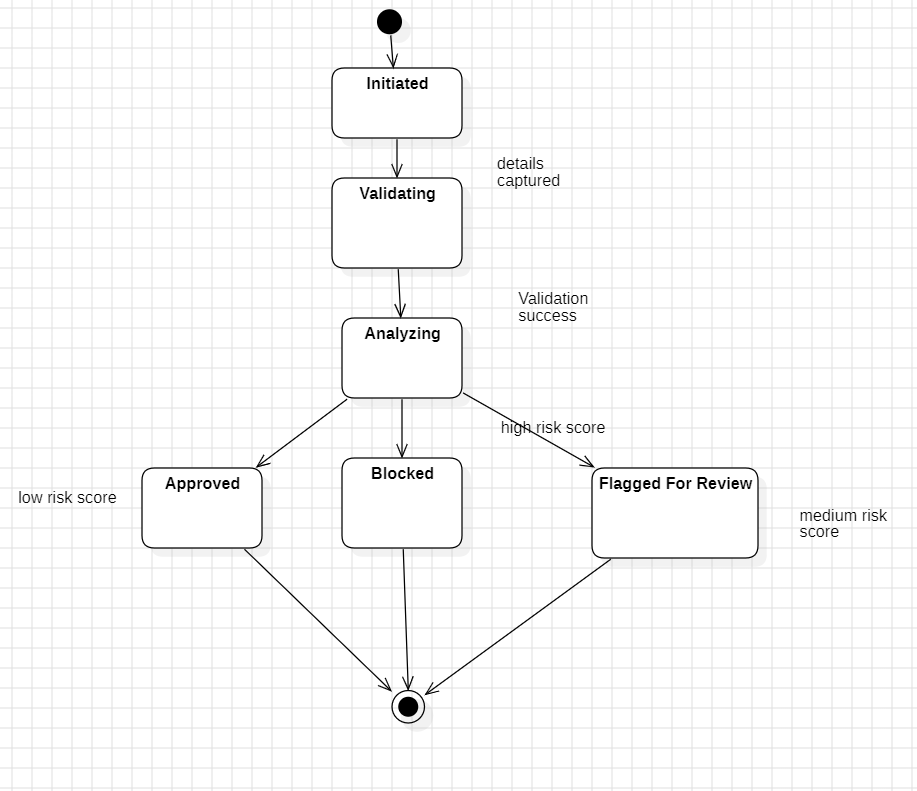 Initiated
details
captured
Validating
Validation
success
Analyzing
high risk score
Approved
Blocked
Flagged For Review
low risk score
medium risk
score